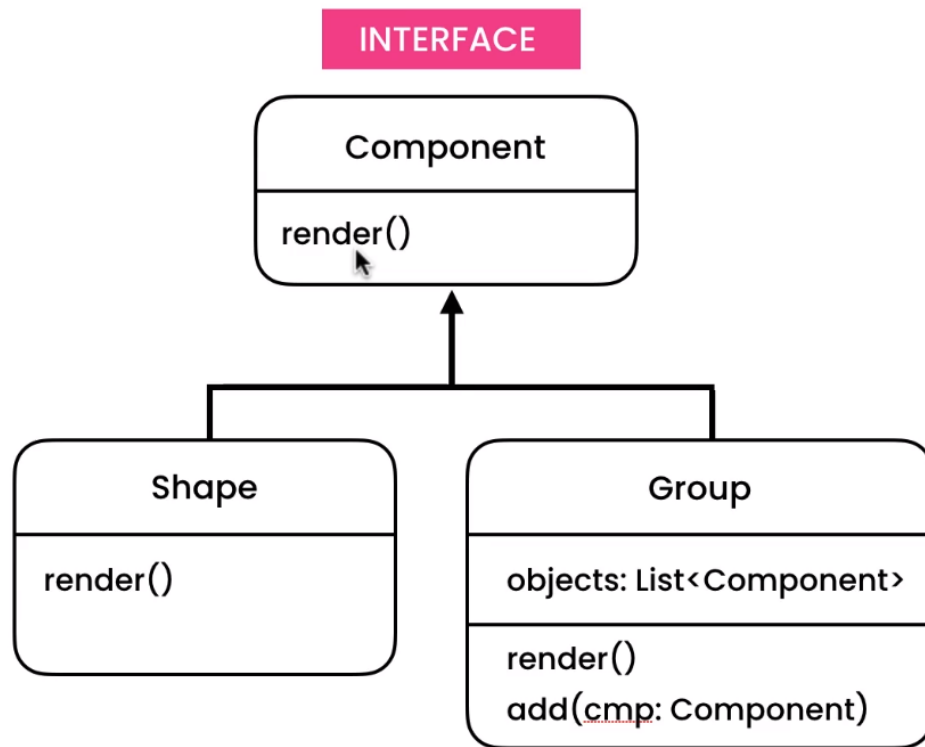 INTERFACE
Component
render()
Shape
render()
Group
objects: List<Component>
render()
add(cmp: Component)